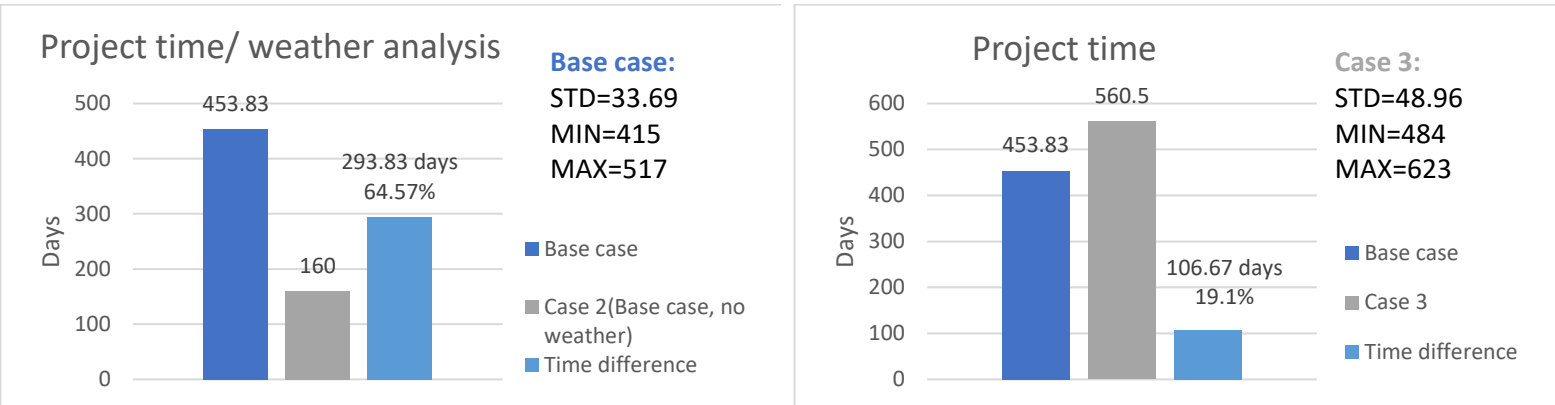 Project time/ weather analysis
Base case:
STD=33.69
MIN=415
MAX=517
500
400
300
200
100
0
Days
453.83
160
293.83 days
64.57%
Base case
Case 2(Base case, no
weather)
Time difference
Project time
Case 3:
STD=48.96
MIN=484
MAX=623
600
500
400
300
200
100
0
Days
453.83
560.5
106.67 days
19.1%
Base case
Case 3
Time difference